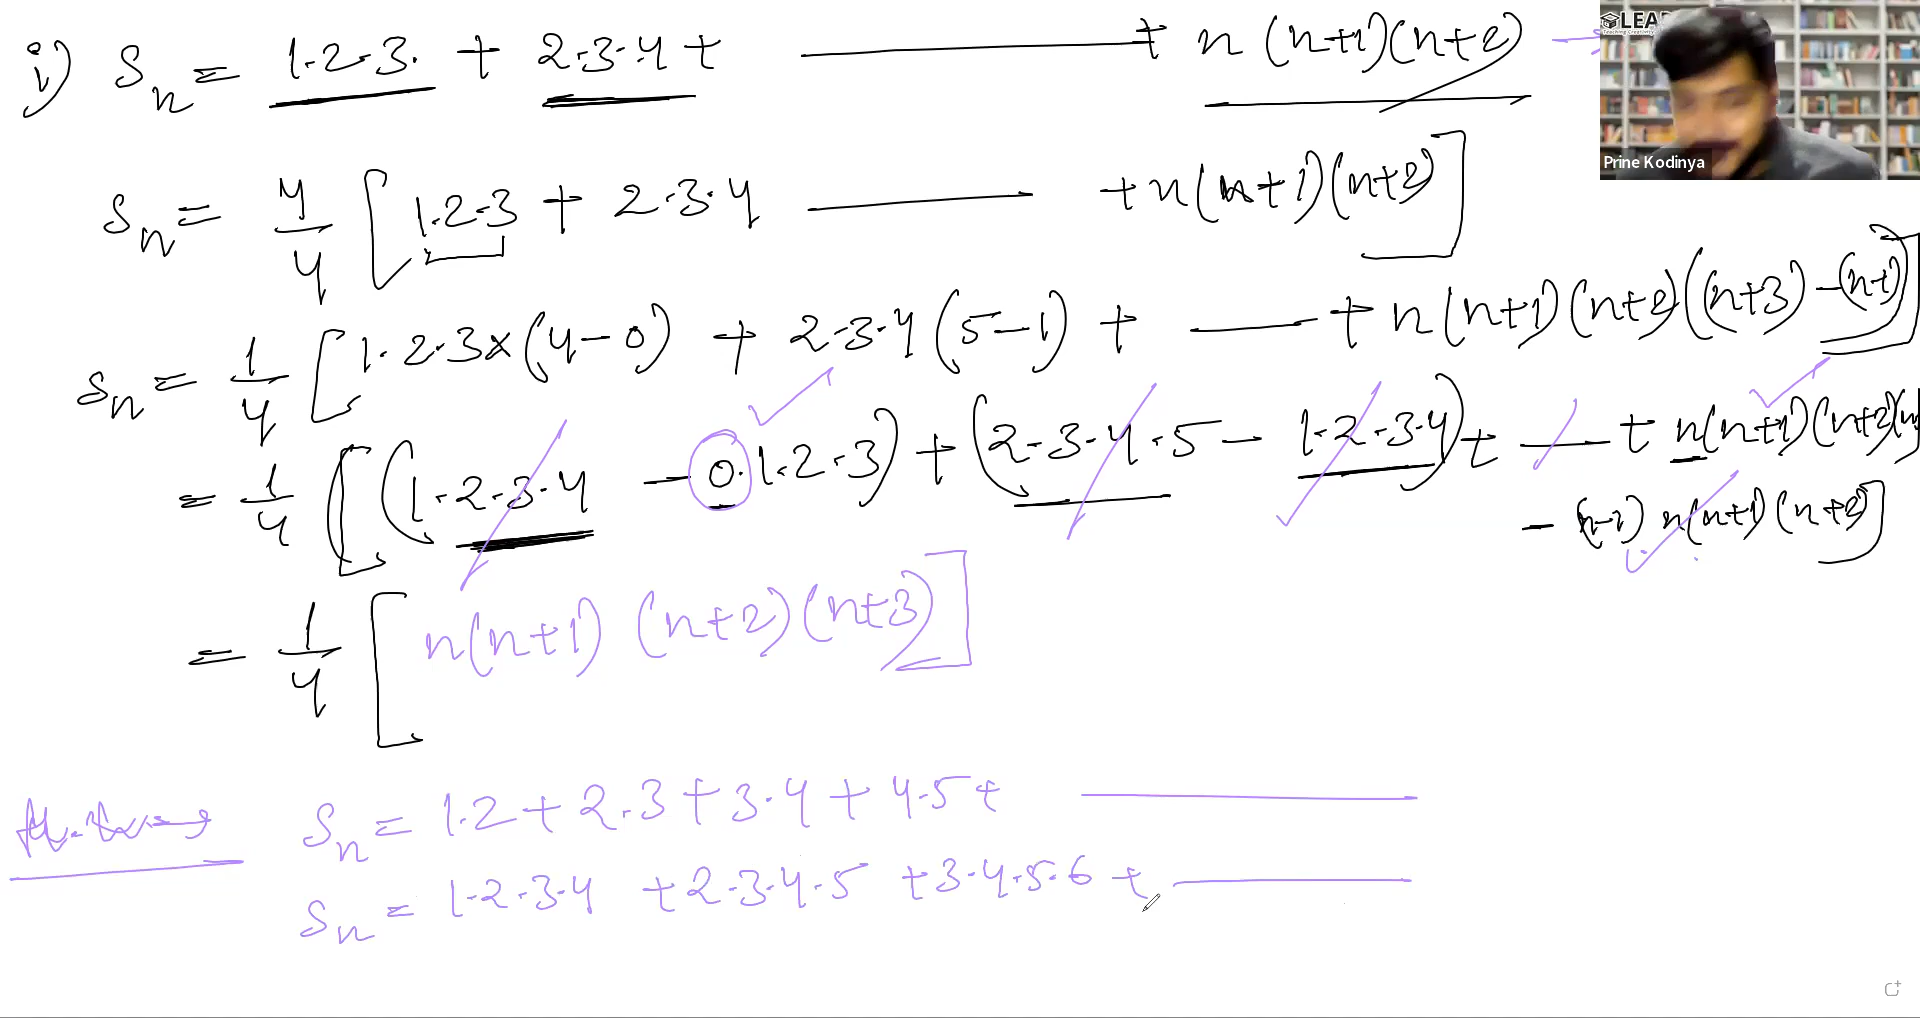 i) Sn = 1·2·3· + 2·3·4 + ——— + n (n+1)(n+2) →
Sn = 4/4 [1·2·3 + 2·3·4 ——— + n(n+1)(n+2)]
Sn = 1/4 [1·2·3×(4-0) + 2·3·4(5-1) + ——— + n(n+1)(n+2)((n+3)-(n-1))]
= 1/4 [(1·2·3·4 - 0·1·2·3) + (2·3·4·5 - 1·2·3·4) + ——— + n(n+1)(n+2)(n
- (n-1) n(n+1)(n+2)]
= 1/4 [n(n+1) (n+2)(n+3)]
Sn = 1·2 + 2·3 + 3·4 + 4·5 + ———
Sn = 1·2·3·4 + 2·3·4·5 + 3·4·5·6 + ———
LEA
Prine Kodinya